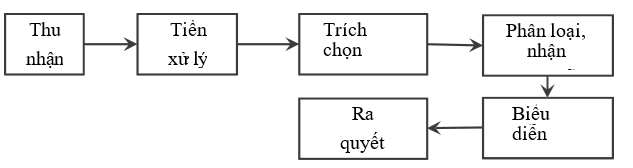 Thu
nhận
Tiền
xử lý
Trích
chọn
Phân loại,
nhận
Biểu
diễn
Ra
quyết